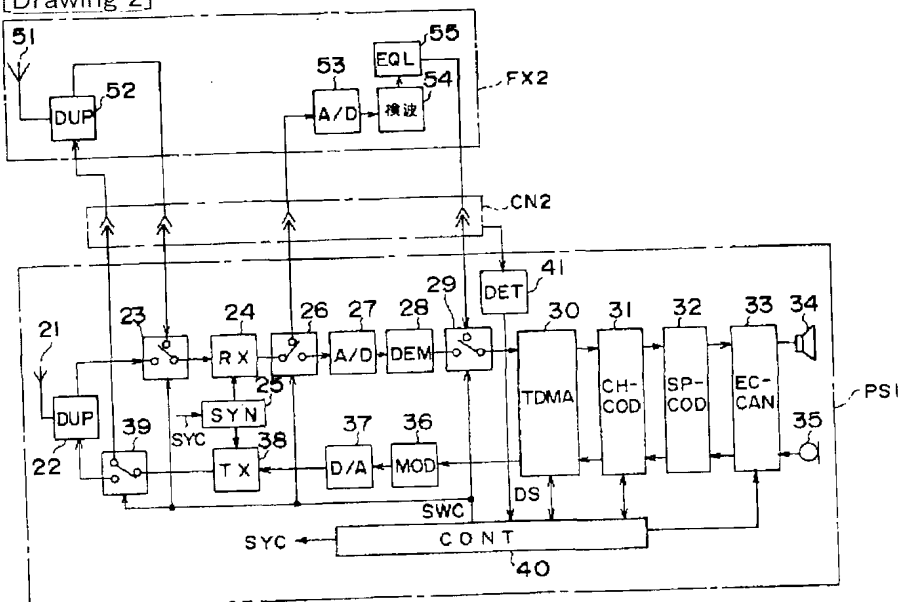 [Drawing 2]
51
55
EQL
53
52
A/D
検波
54
DUP
FX2
CN2
41
DET
29
30
31
32
33
34
21
23
24
26
27
28
RX
A/D
DEM
TDMA
CH-
COD
SP-
COD
EC-
CAN
PS1
25
SYN
SYC
DUP
22
39
38
37
36
35
TX
D/A
MOD
SWC
DS
SYC
CONT
40